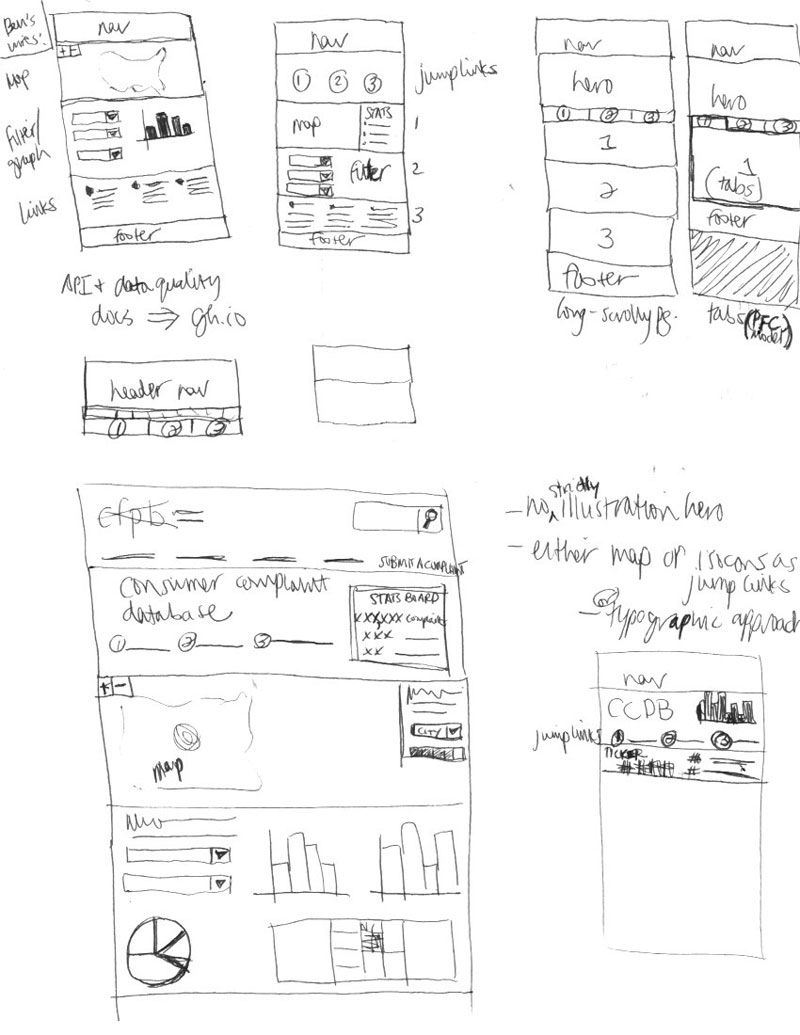 Ben's
wires:
nav
+ -
Map
Filter/
graph
Links
footer
nav
1 2 3
jumplinks
map
STATS
1
filter
2
3
footer
nav
hero
1 2 3
1
2
3
footer
long-scrolly pg.
nav
hero
1 2 3
1
(tabs)
footer
tabs (PFC
model)
API + data quality
docs ⇒ gh.io
header nav
1 2 3
cfpb
SUBMIT A COMPLAINT
Consumer complaint
database
1 2 3
STATS BOARD
XXXXXX complaints
XXX
XX
+ -
map
CITY
- no strictly illustration hero
- either map or icons as
jump links
- or typographic approach
nav
CCDB
jumplinks
1 2 3
TICKER
##### #
#